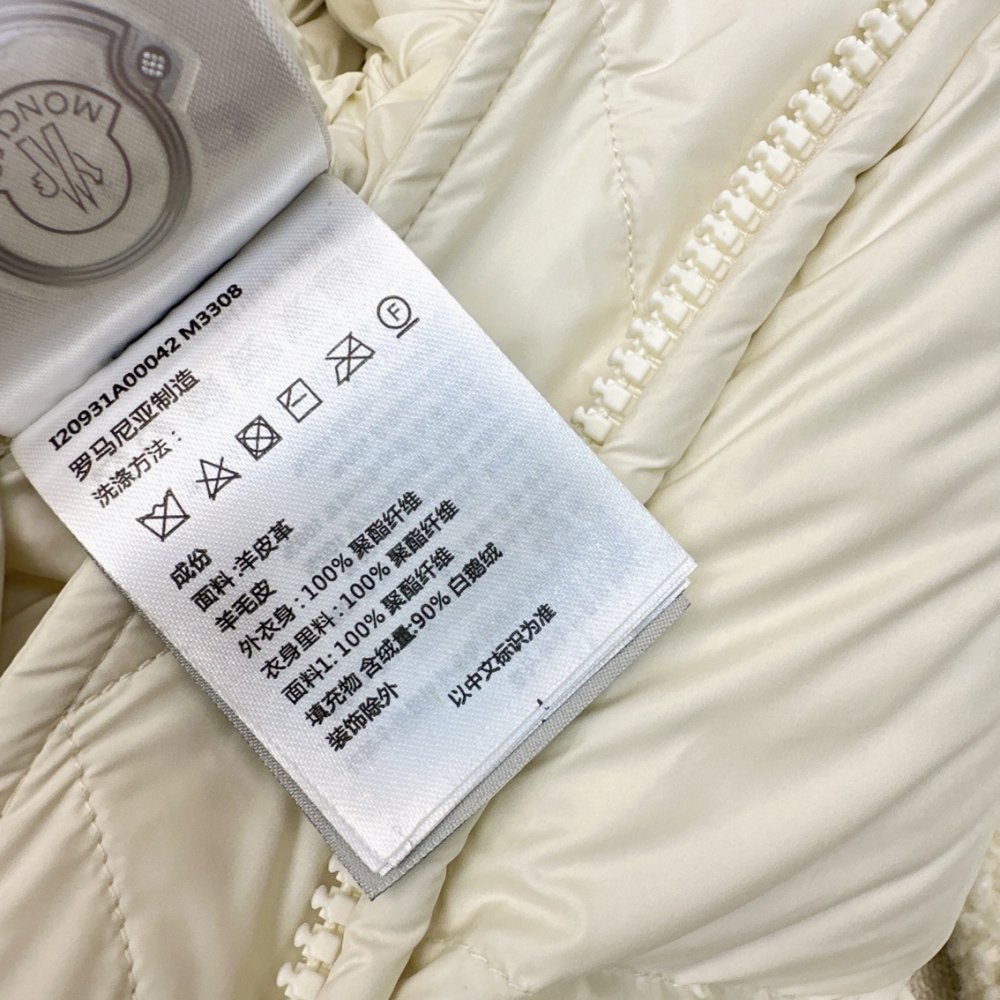 MONC
I20931A00042 M3308
罗马尼亚制造
洗涤方法：
F
成份
面料.:羊皮革
羊毛皮
外衣身：100% 聚酯纤维
衣身里料：100% 聚酯纤维
面料1: 100% 聚酯纤维
填充物 含绒量:90% 白鹅绒
装饰除外
以中文标识为准